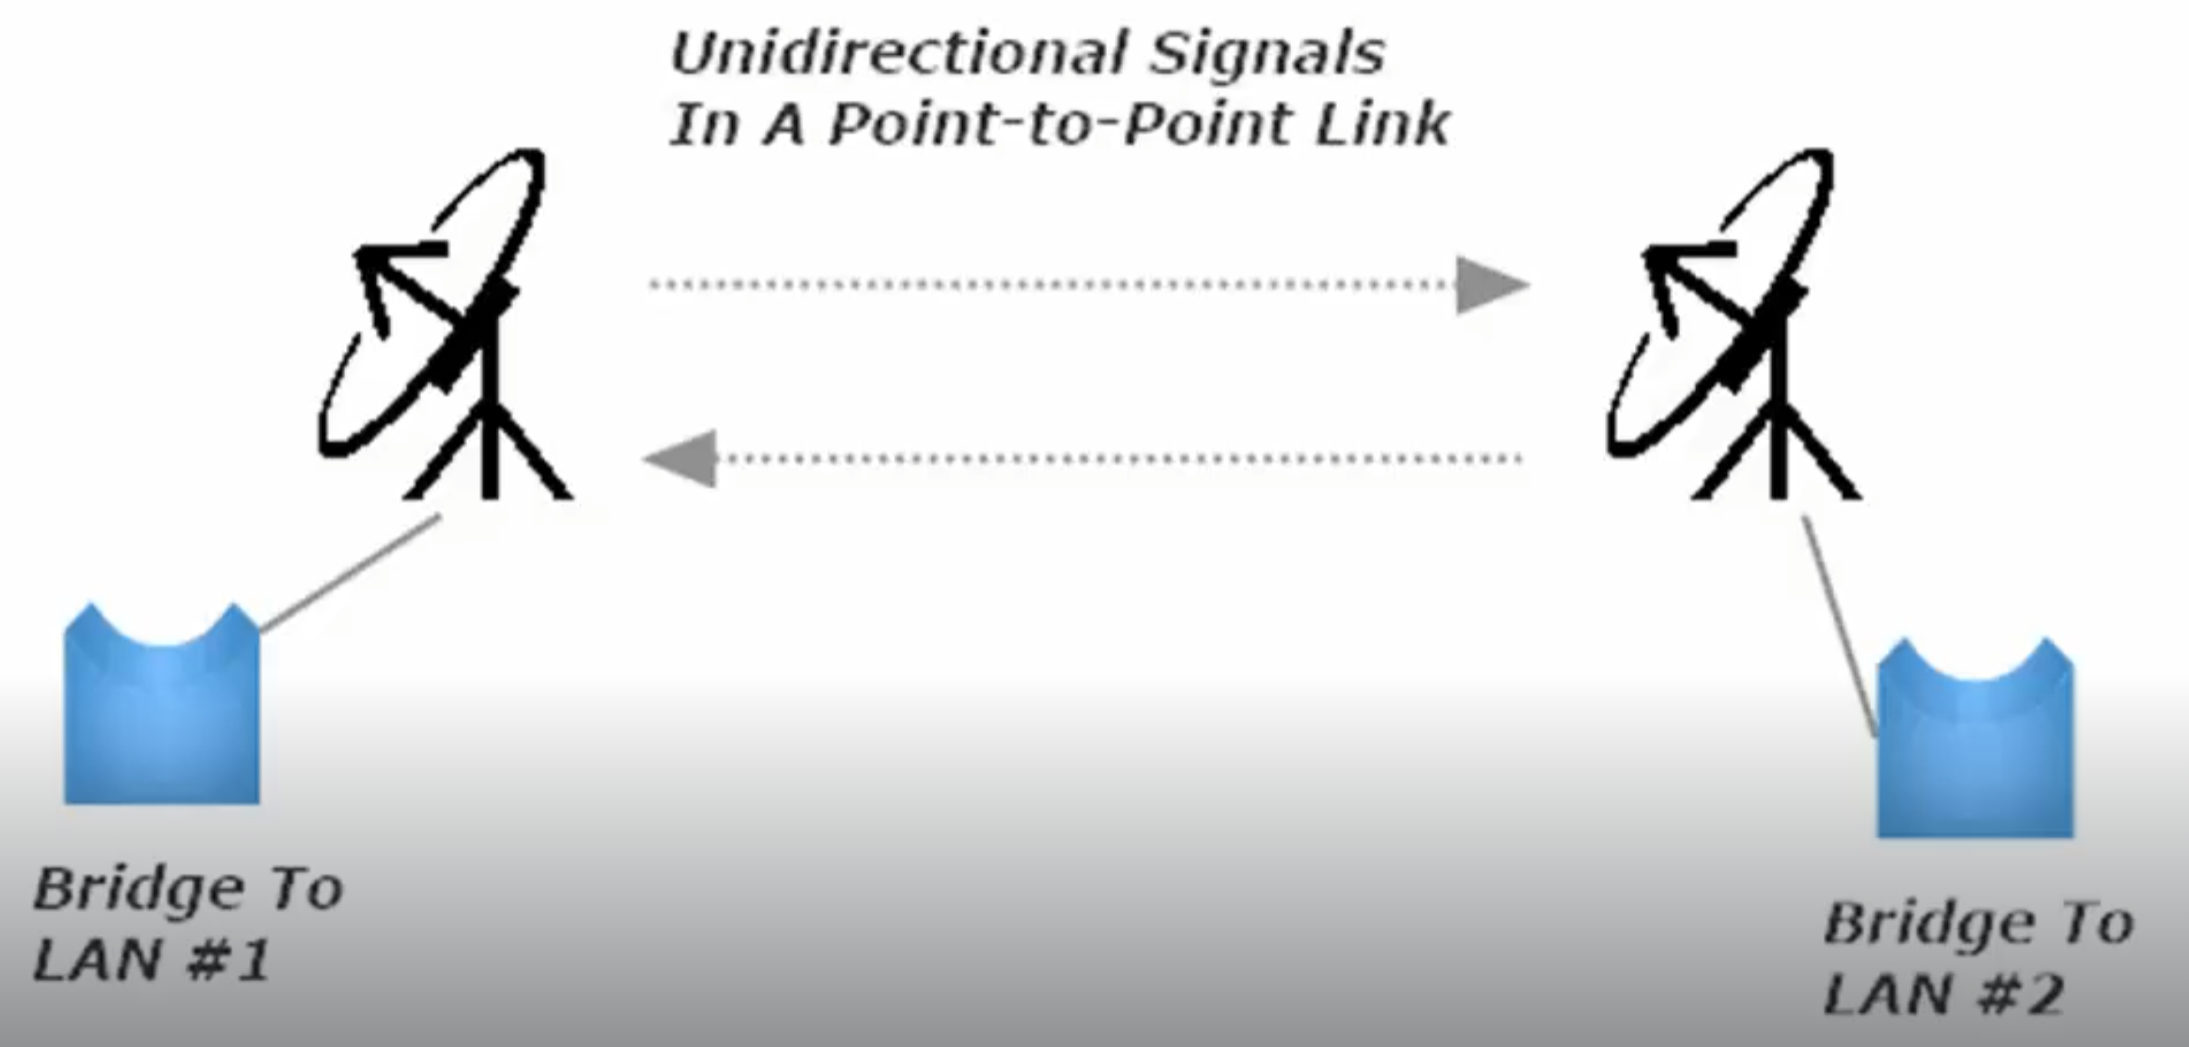 Unidirectional Signals
In A Point-to-Point Link
Bridge To
LAN #1
Bridge To
LAN #2